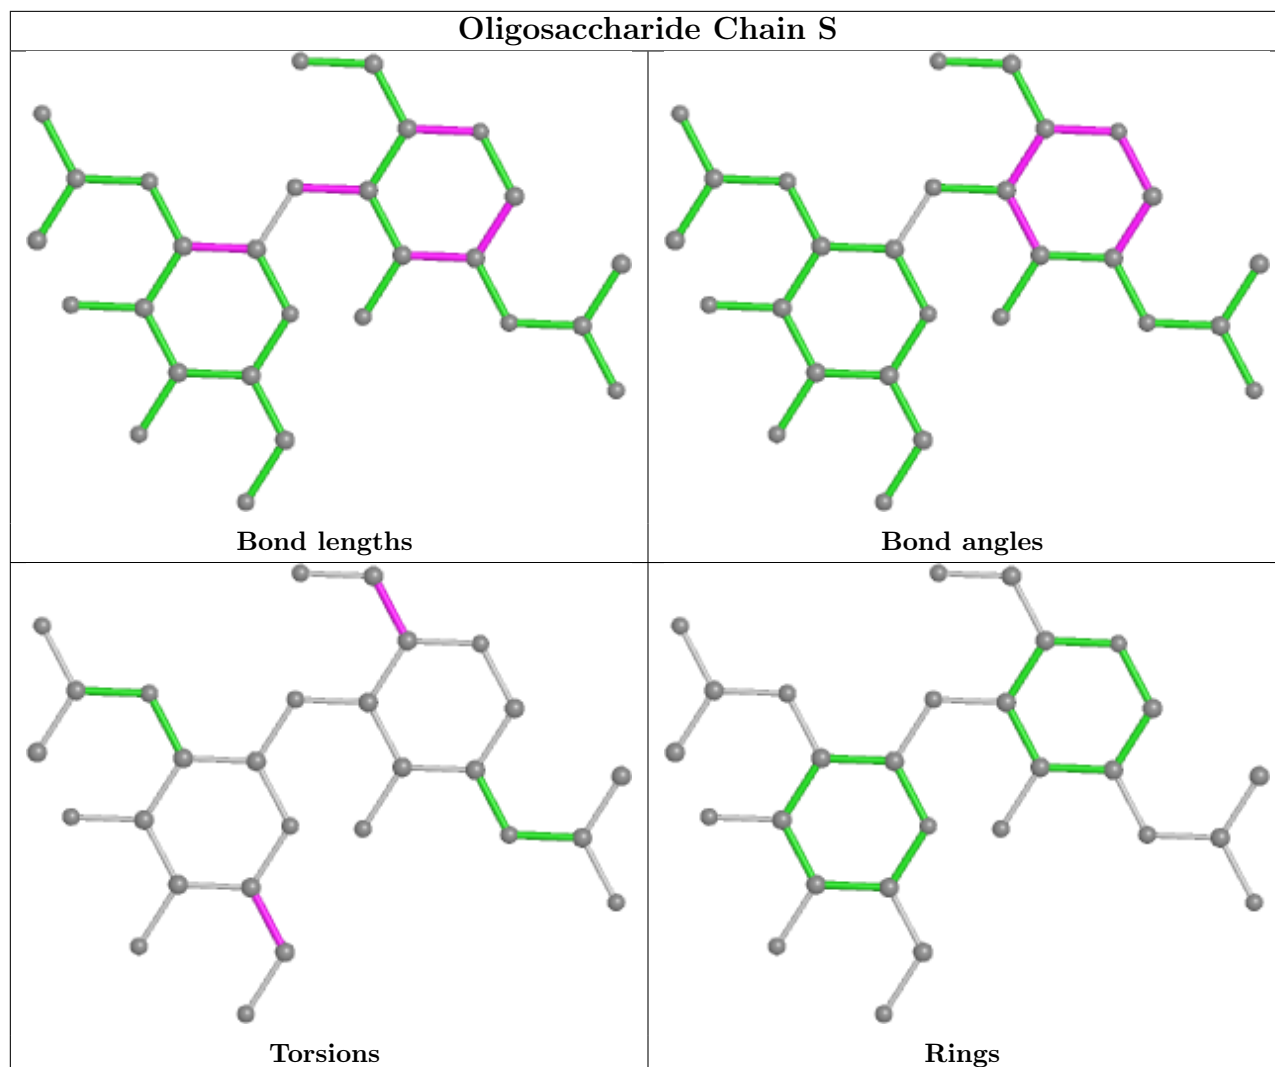 Oligosaccharide Chain S
Bond lengths
Bond angles
Torsions
Rings